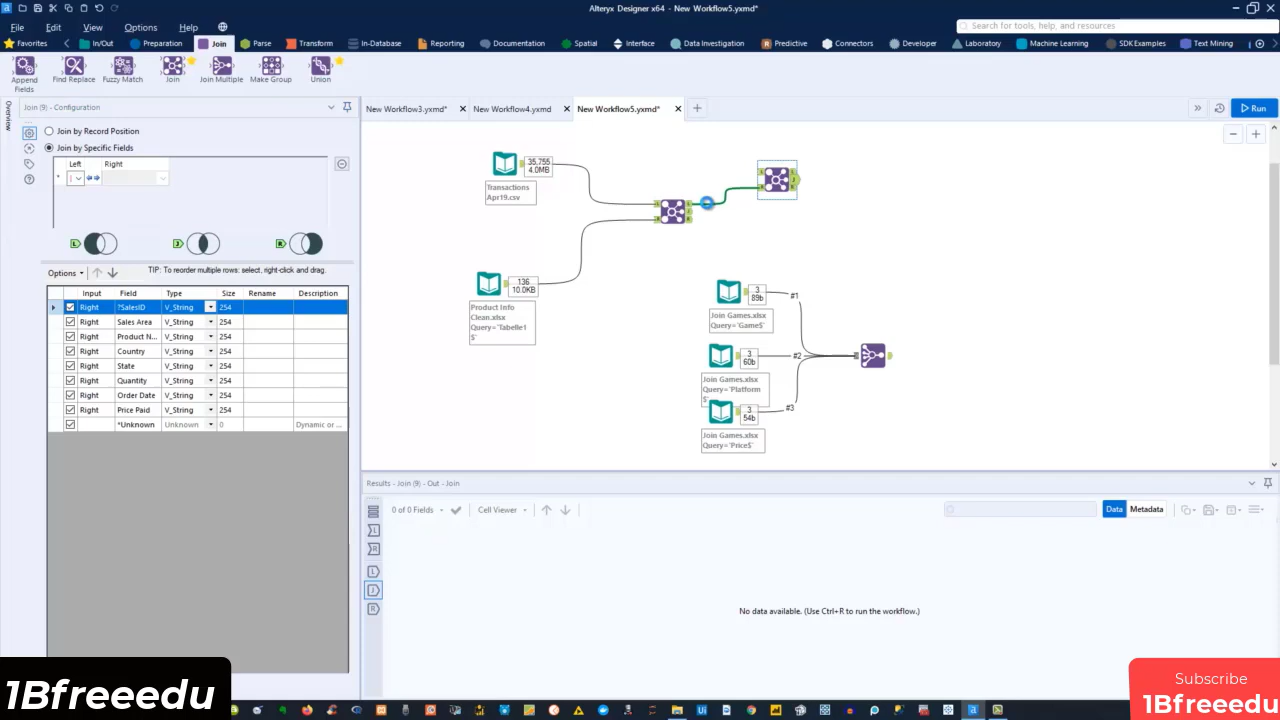 Alteryx Designer x64 - New Workflow5.yxmd*
File
Edit
View
Options
Help
Search for tools, help, and resources
Favorites
In/Out
Preparation
Join
Parse
Transform
In-Database
Reporting
Documentation
Spatial
Interface
Data Investigation
Predictive
Connectors
Developer
Laboratory
Machine Learning
SDK Examples
Text Mining
Append Fields
Find Replace
Fuzzy Match
Join
Join Multiple
Make Group
Union
Overview
Join (9) - Configuration
New Workflow3.yxmd*
New Workflow4.yxmd
New Workflow5.yxmd*
Run
Join by Record Position
Join by Specific Fields
Left Right
L
J
R
Options
TIP: To reorder multiple rows: select, right-click and drag.
Input Field Type Size Rename Description
Right ?SalesID V_String 254
Right Sales Area V_String 254
Right Product N... V_String 254
Right Country V_String 254
Right State V_String 254
Right Quantity V_String 254
Right Order Date V_String 254
Right Price Paid V_String 254
*Unknown Unknown 0 Dynamic or ...
35,755
4.0MB
Transactions
Apr19.csv
136
10.0KB
Product Info
Clean.xlsx
Query=`Tabelle1
$`
3
89b
#1
Join Games.xlsx
Query=`Game$`
3
60b
#2
Join Games.xlsx
Query=`Platform
$`
3
54b
#3
Join Games.xlsx
Query=`Price$`
Results - Join (9) - Out - Join
0 of 0 Fields
Cell Viewer
Data
Metadata
No data available. (Use Ctrl+R to run the workflow.)
1Bfreeedu
Subscribe
1Bfreeedu